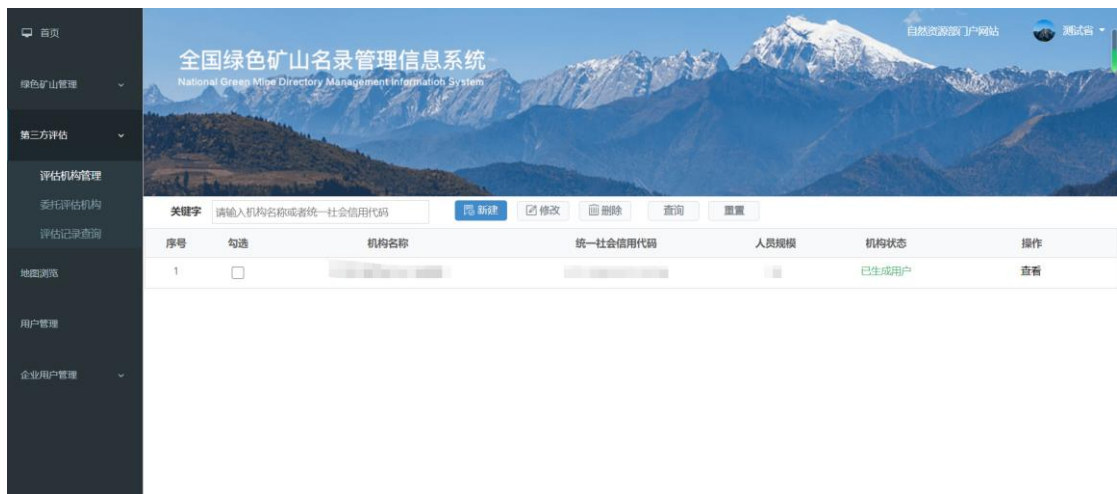 首页
绿色矿山管理
第三方评估
评估机构管理
委托评估机构
评估记录查询
地图浏览
用户管理
企业用户管理
自然资源部门户网站 测试省
全国绿色矿山名录管理信息系统
National Green Mine Directory Management Information System
关键字 请输入机构名称或者统一社会信用代码 新建 修改 删除 查询 重置
序号 勾选 机构名称 统一社会信用代码 人员规模 机构状态 操作
1 已生成用户 查看